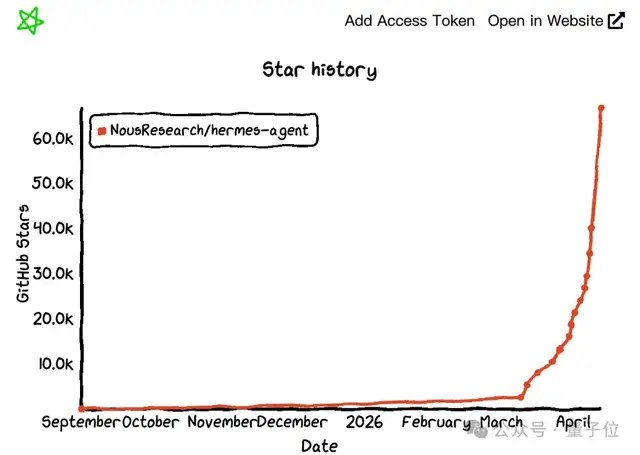 Add Access Token Open in Website
Star history
NousResearch/hermes-agent
60.0k
50.0k
40.0k
30.0k
20.0k
10.0k
GitHub Stars
September October November December 2026 February March April
Date
公众号·量子位